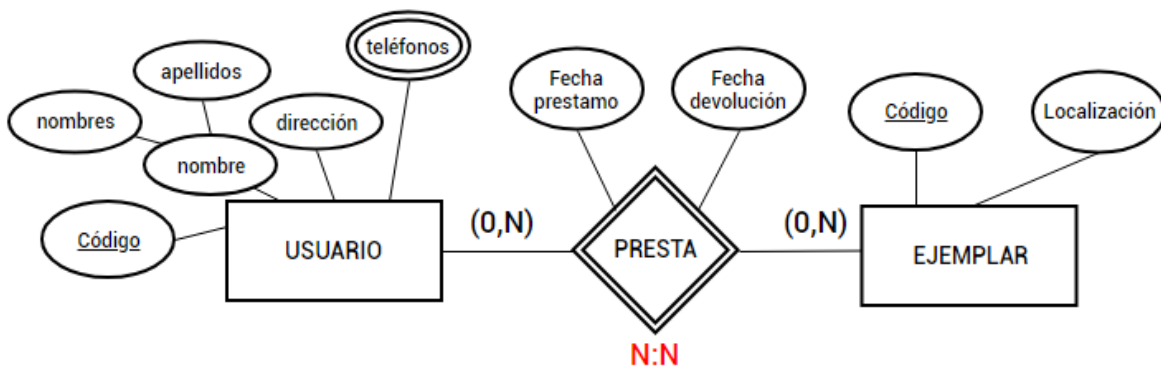 teléfonos
apellidos
Fecha
prestamo
Fecha
devolución
nombres
dirección
Código
Localización
nombre
Código
USUARIO
(0,N)
PRESTA
(0,N)
EJEMPLAR
N:N